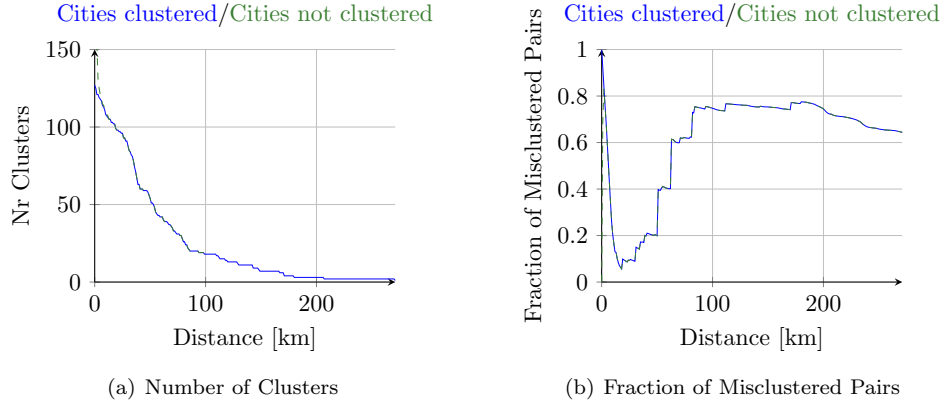 Cities clustered/Cities not clustered
150
100
50
0
0 100 200
Nr Clusters
Distance [km]
(a) Number of Clusters
Cities clustered/Cities not clustered
1
0.8
0.6
0.4
0.2
0
0 100 200
Fraction of Misclustered Pairs
Distance [km]
(b) Fraction of Misclustered Pairs